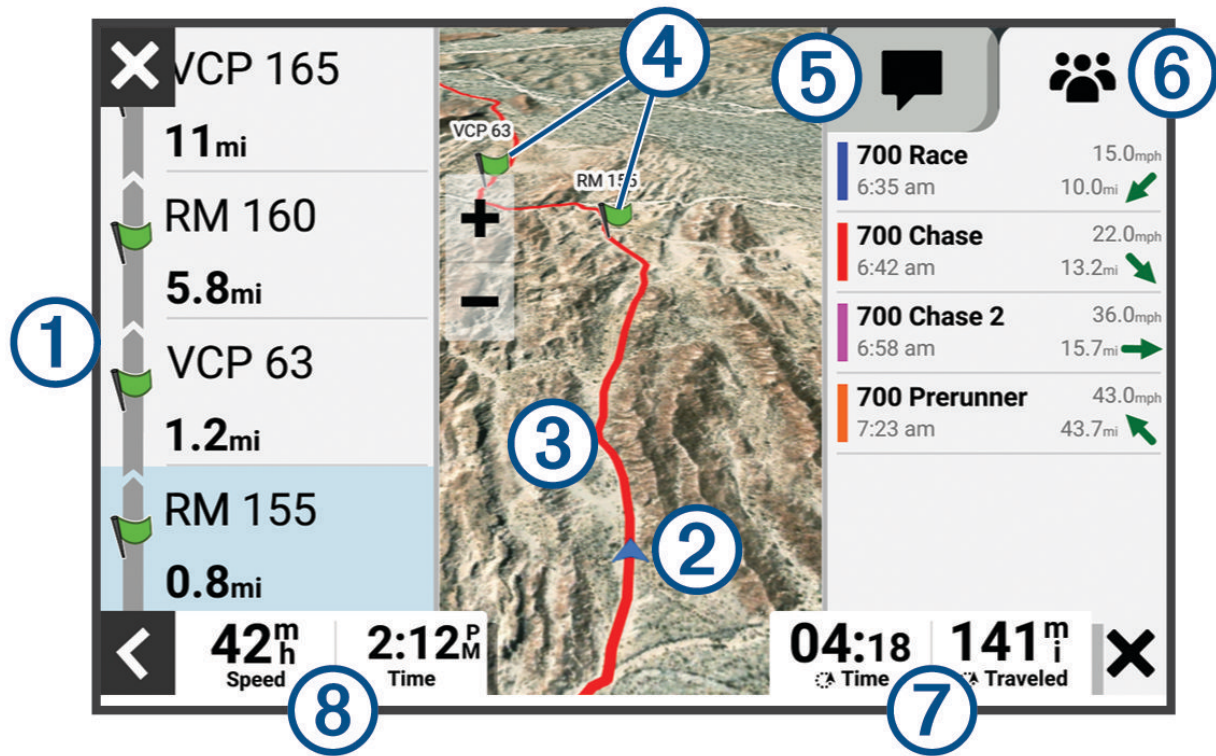 VCP 165
11mi
RM 160
5.8mi
VCP 63
1.2mi
RM 155
0.8mi
1
VCP 63
RM 155
+
−
4
3
2
5
6
700 Race 15.0mph
6:35 am 10.0mi
700 Chase 22.0mph
6:42 am 13.2mi
700 Chase 2 36.0mph
6:58 am 15.7mi
700 Prerunner 43.0mph
7:23 am 43.7mi
42mh 2:12PM
Speed Time
8
04:18 141mi
Time Traveled
7